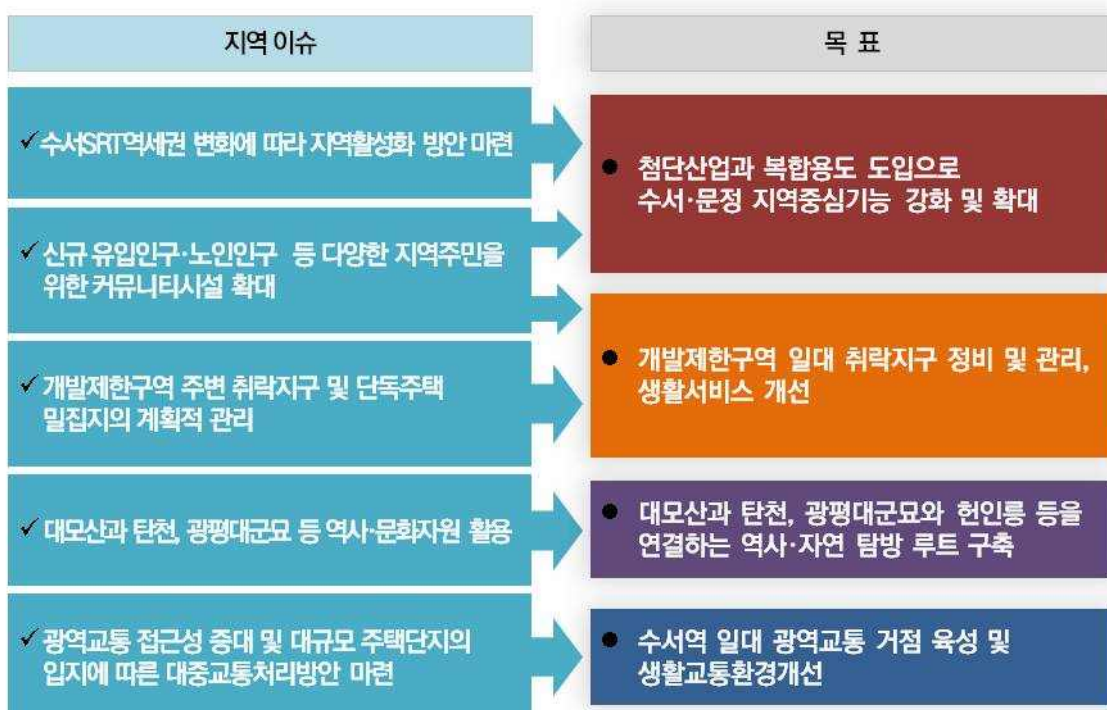 지역 이슈
✓수서SRT역세권 변화에 따라 지역활성화 방안 마련
✓신규 유입인구·노인인구 등 다양한 지역주민을
위한 커뮤니티시설 확대
✓개발제한구역 주변 취락지구 및 단독주택
밀집지의 계획적 관리
✓대모산과 탄천, 광평대군묘 등 역사·문화자원 활용
✓광역교통 접근성 증대 및 대규모 주택단지의
입지에 따른 대중교통처리방안 마련
목 표
● 첨단산업과 복합용도 도입으로
수서·문정 지역중심기능 강화 및 확대
● 개발제한구역 일대 취락지구 정비 및 관리,
생활서비스 개선
● 대모산과 탄천, 광평대군묘와 헌인릉 등을
연결하는 역사·자연 탐방 루트 구축
● 수서역 일대 광역교통 거점 육성 및
생활교통환경개선